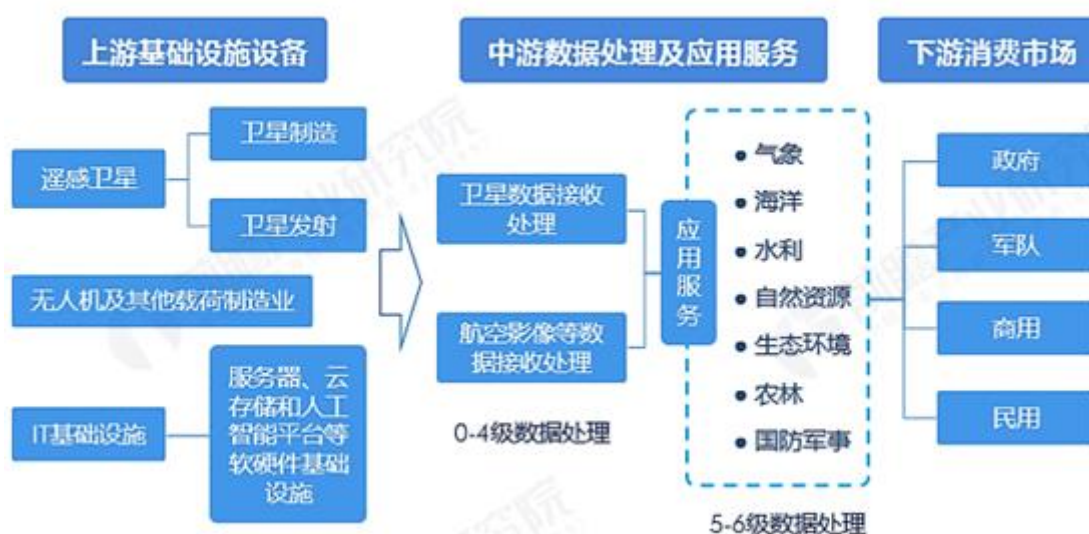 上游基础设施设备
中游数据处理及应用服务
下游消费市场
遥感卫星
卫星制造
卫星发射
无人机及其他载荷制造业
IT基础设施
服务器、云
存储和人工
智能平台等
软硬件基础
设施
卫星数据接收
处理
航空影像等数
据接收处理
0-4级数据处理
应
用
服
务
• 气象
• 海洋
• 水利
• 自然资源
• 生态环境
• 农林
• 国防军事
5-6级数据处理
政府
军队
商用
民用